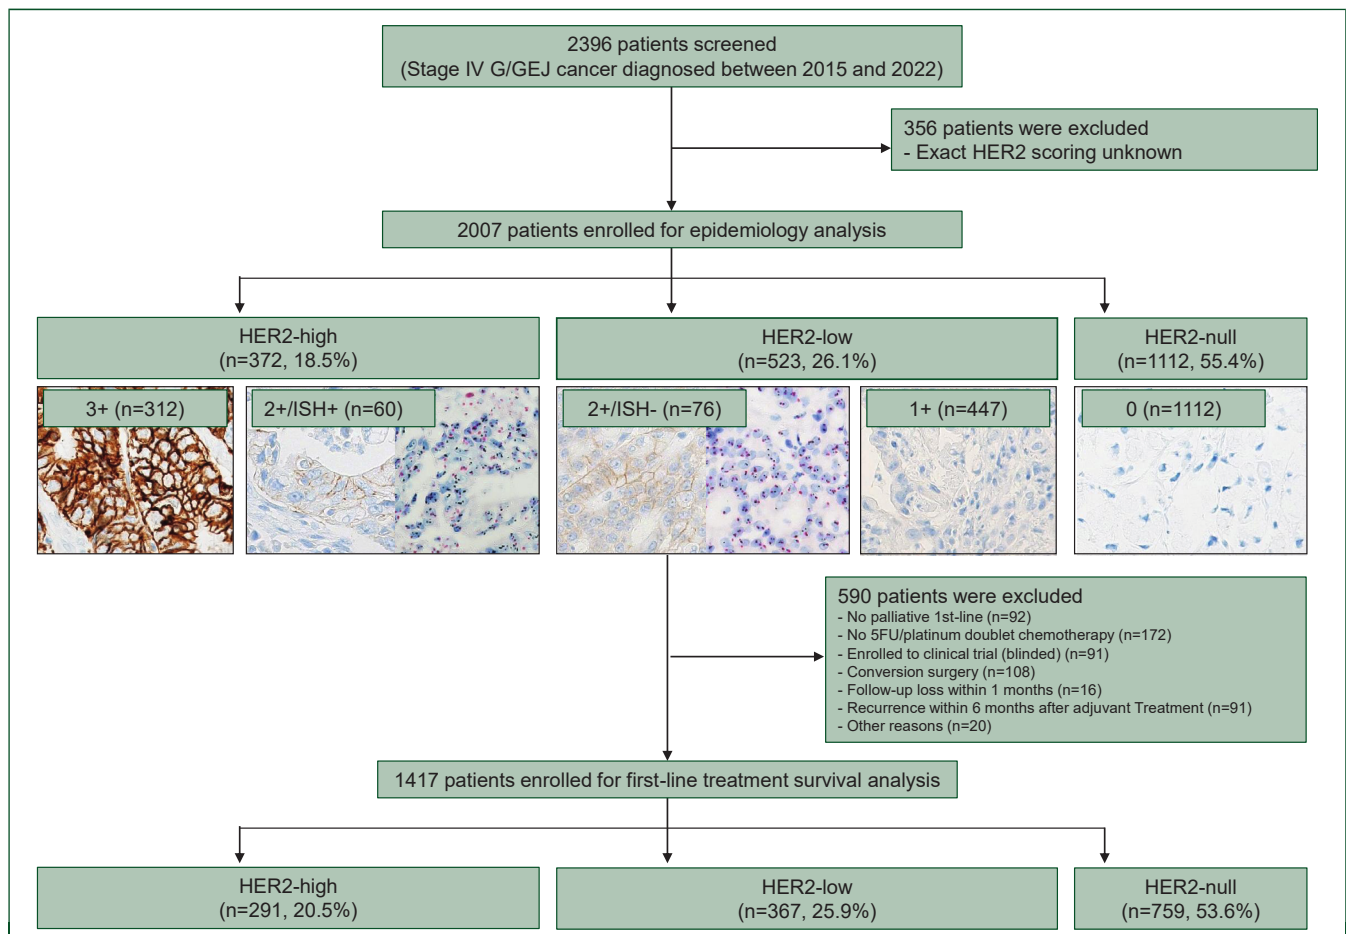 2396 patients screened
(Stage IV G/GEJ cancer diagnosed between 2015 and 2022)
356 patients were excluded
- Exact HER2 scoring unknown
2007 patients enrolled for epidemiology analysis
HER2-high
(n=372, 18.5%)
HER2-low
(n=523, 26.1%)
HER2-null
(n=1112, 55.4%)
3+ (n=312)
2+/ISH+ (n=60)
2+/ISH- (n=76)
1+ (n=447)
0 (n=1112)
590 patients were excluded
- No palliative 1st-line (n=92)
- No 5FU/platinum doublet chemotherapy (n=172)
- Enrolled to clinical trial (blinded) (n=91)
- Conversion surgery (n=108)
- Follow-up loss within 1 months (n=16)
- Recurrence within 6 months after adjuvant Treatment (n=91)
- Other reasons (n=20)
1417 patients enrolled for first-line treatment survival analysis
HER2-high
(n=291, 20.5%)
HER2-low
(n=367, 25.9%)
HER2-null
(n=759, 53.6%)